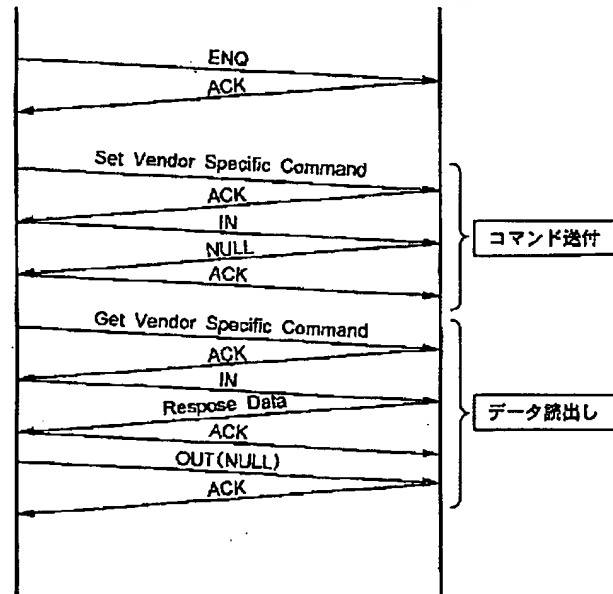 ENQ
ACK
Set Vendor Specific Command
ACK
IN
NULL
ACK
コマンド送付
Get Vendor Specific Command
ACK
IN
Respose Data
ACK
OUT(NULL)
ACK
データ読出し